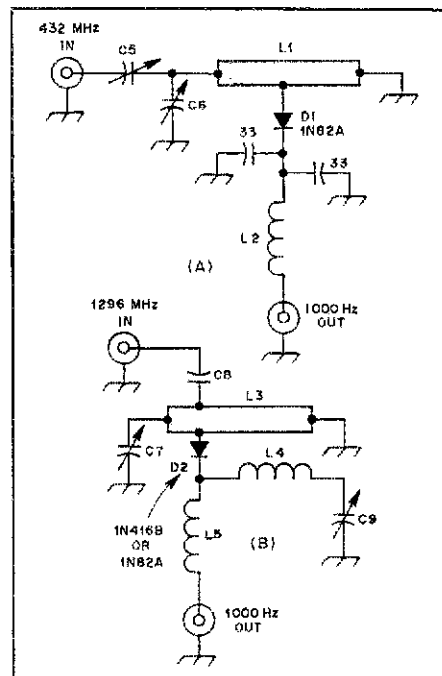 432 MHz
IN
C5
L1
C6
D1
1N82A
33
33
L2
(A)
1000 Hz
OUT
1296 MHz
IN
C8
L3
C7
D2
L4
1N416B
OR
1N82A
L5
(B)
C9
1000 Hz
OUT